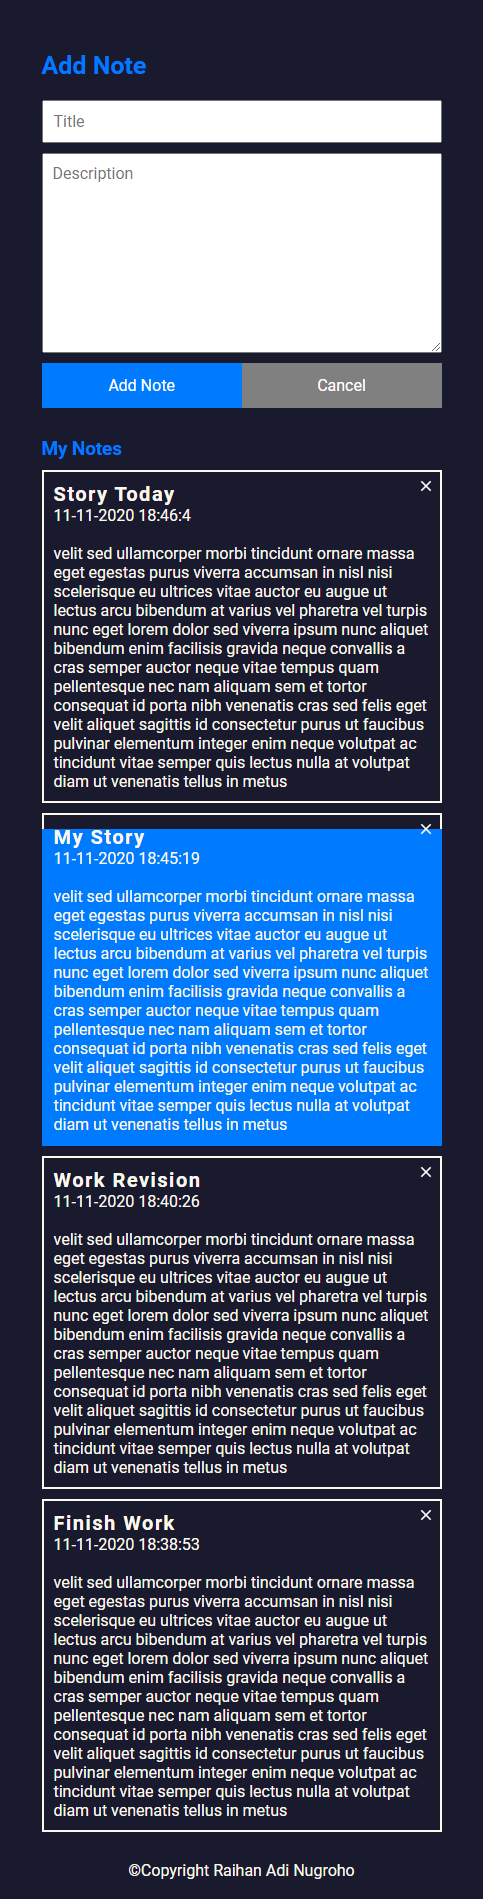 Add Note
Title
Description
Add Note
Cancel
My Notes
Story Today
×
11-11-2020 18:46:4
velit sed ullamcorper morbi tincidunt ornare massa
eget egestas purus viverra accumsan in nisl nisi
scelerisque eu ultrices vitae auctor eu augue ut
lectus arcu bibendum at varius vel pharetra vel turpis
nunc eget lorem dolor sed viverra ipsum nunc aliquet
bibendum enim facilisis gravida neque convallis a
cras semper auctor neque vitae tempus quam
pellentesque nec nam aliquam sem et tortor
consequat id porta nibh venenatis cras sed felis eget
velit aliquet sagittis id consectetur purus ut faucibus
pulvinar elementum integer enim neque volutpat ac
tincidunt vitae semper quis lectus nulla at volutpat
diam ut venenatis tellus in metus
My Story
×
11-11-2020 18:45:19
velit sed ullamcorper morbi tincidunt ornare massa
eget egestas purus viverra accumsan in nisl nisi
scelerisque eu ultrices vitae auctor eu augue ut
lectus arcu bibendum at varius vel pharetra vel turpis
nunc eget lorem dolor sed viverra ipsum nunc aliquet
bibendum enim facilisis gravida neque convallis a
cras semper auctor neque vitae tempus quam
pellentesque nec nam aliquam sem et tortor
consequat id porta nibh venenatis cras sed felis eget
velit aliquet sagittis id consectetur purus ut faucibus
pulvinar elementum integer enim neque volutpat ac
tincidunt vitae semper quis lectus nulla at volutpat
diam ut venenatis tellus in metus
Work Revision
×
11-11-2020 18:40:26
velit sed ullamcorper morbi tincidunt ornare massa
eget egestas purus viverra accumsan in nisl nisi
scelerisque eu ultrices vitae auctor eu augue ut
lectus arcu bibendum at varius vel pharetra vel turpis
nunc eget lorem dolor sed viverra ipsum nunc aliquet
bibendum enim facilisis gravida neque convallis a
cras semper auctor neque vitae tempus quam
pellentesque nec nam aliquam sem et tortor
consequat id porta nibh venenatis cras sed felis eget
velit aliquet sagittis id consectetur purus ut faucibus
pulvinar elementum integer enim neque volutpat ac
tincidunt vitae semper quis lectus nulla at volutpat
diam ut venenatis tellus in metus
Finish Work
×
11-11-2020 18:38:53
velit sed ullamcorper morbi tincidunt ornare massa
eget egestas purus viverra accumsan in nisl nisi
scelerisque eu ultrices vitae auctor eu augue ut
lectus arcu bibendum at varius vel pharetra vel turpis
nunc eget lorem dolor sed viverra ipsum nunc aliquet
bibendum enim facilisis gravida neque convallis a
cras semper auctor neque vitae tempus quam
pellentesque nec nam aliquam sem et tortor
consequat id porta nibh venenatis cras sed felis eget
velit aliquet sagittis id consectetur purus ut faucibus
pulvinar elementum integer enim neque volutpat ac
tincidunt vitae semper quis lectus nulla at volutpat
diam ut venenatis tellus in metus
©Copyright Raihan Adi Nugroho